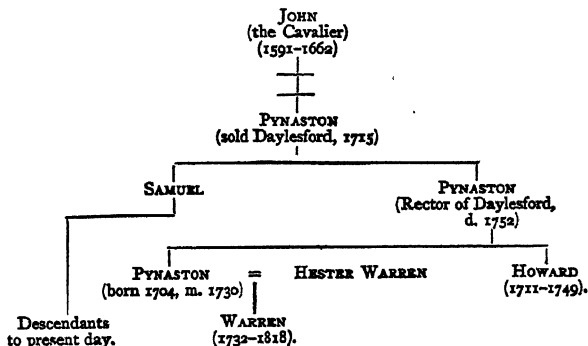 JOHN
(the Cavalier)
(1591–1662)
PYNASTON
(sold Daylesford, 1715)
SAMUEL
PYNASTON
(Rector of Daylesford,
d. 1752)
PYNASTON = HESTER WARREN HOWARD
(born 1704, m. 1730) (1711–1749).
Descendants WARREN
to present day. (1732–1818).